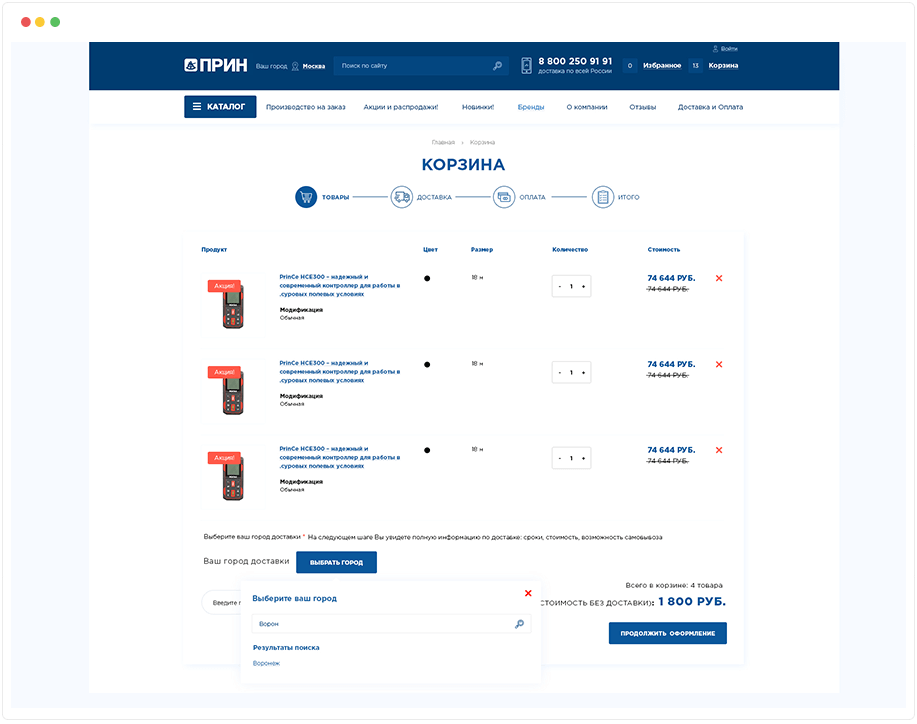 Войти
ПРИН
Ваш город
Москва
Поиск по сайту
8 800 250 91 91
доставка по всей России
0
Избранное
13
Корзина
КАТАЛОГ
Производство на заказ
Акции и распродажи!
Новинки!
Бренды
О компании
Отзывы
Доставка и Оплата
Главная › Корзина
КОРЗИНА
ТОВАРЫ
ДОСТАВКА
ОПЛАТА
ИТОГО
Продукт
Цвет
Размер
Количество
Стоимость
Акция!
PrinCe HCE300 – надежный и
современный контроллер для работы в
.суровых полевых условиях
Модификация
Обычная
18 м
- 1 +
74 644 РУБ.
74 644 РУБ.
Акция!
PrinCe HCE300 – надежный и
современный контроллер для работы в
.суровых полевых условиях
Модификация
Обычная
18 м
- 1 +
74 644 РУБ.
74 644 РУБ.
Акция!
PrinCe HCE300 – надежный и
современный контроллер для работы в
.суровых полевых условиях
Модификация
Обычная
18 м
- 1 +
74 644 РУБ.
74 644 РУБ.
Выберите ваш город доставки * На следующем шаге Вы увидете полную информацию по доставке: сроки, стоимость, возможность самовывоза
Ваш город доставки
ВЫБРАТЬ ГОРОД
Введите
Выберите ваш город
Ворон
Результаты поиска
Воронеж
Всего в корзине: 4 товара
СТОИМОСТЬ БЕЗ ДОСТАВКИ): 1 800 РУБ.
ПРОДОЛЖИТЬ ОФОРМЛЕНИЕ